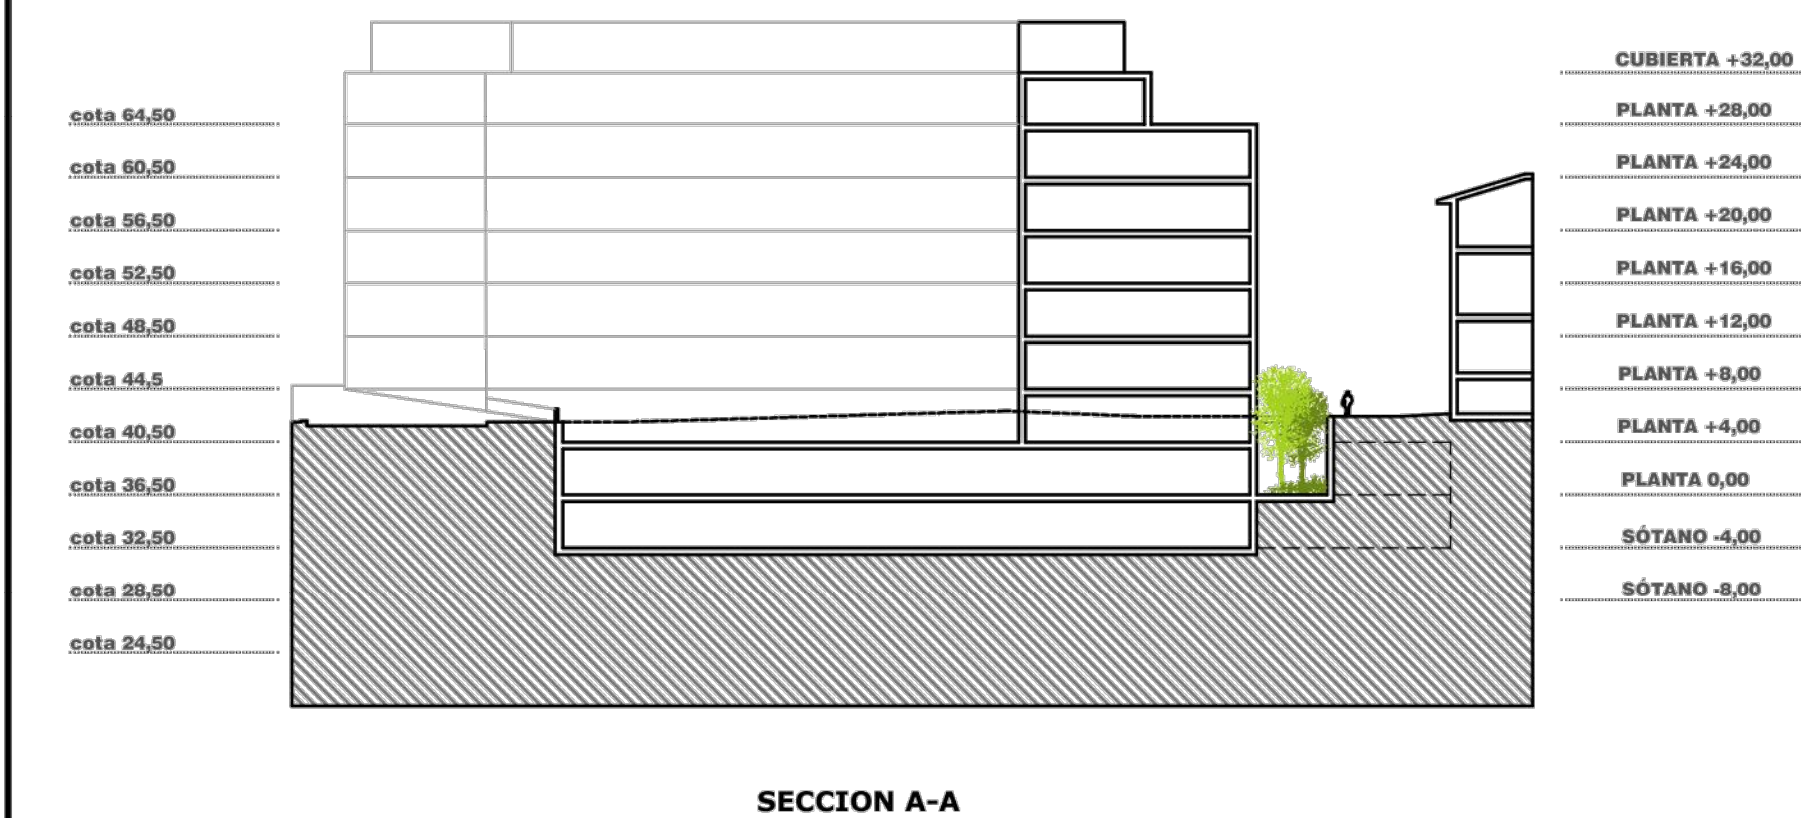 CUBIERTA +32,00
cota 64,50
PLANTA +28,00
cota 60,50
PLANTA +24,00
cota 56,50
PLANTA +20,00
cota 52,50
PLANTA +16,00
cota 48,50
PLANTA +12,00
cota 44,5
PLANTA +8,00
cota 40,50
PLANTA +4,00
cota 36,50
PLANTA 0,00
cota 32,50
SÓTANO -4,00
cota 28,50
SÓTANO -8,00
cota 24,50
SECCION A-A